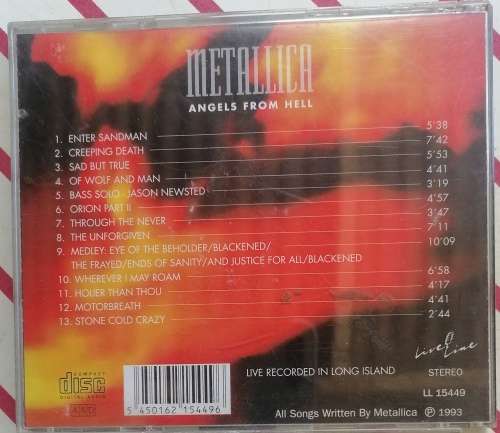 METALLICA
ANGELS FROM HELL
1. ENTER SANDMAN 5'38
2. CREEPING DEATH 7'42
3. SAD BUT TRUE 5'53
4. OF WOLF AND MAN 4'41
5. BASS SOLO - JASON NEWSTED 3'19
6. ORION PART II 4'57
7. THROUGH THE NEVER 3'47
8. THE UNFORGIVEN 7'11
9. MEDLEY: EYE OF THE BEHOLDER/BLACKENED/ 10'09
THE FRAYED/ENDS OF SANITY/AND JUSTICE FOR ALL/BLACKENED
10. WHEREVER I MAY ROAM 6'58
11. HOLIER THAN THOU 4'17
12. MOTORBREATH 4'41
13. STONE COLD CRAZY 2'44
Live Line
COMPACT
disc
DIGITAL AUDIO
LIVE RECORDED IN LONG ISLAND
STEREO
LL 15449
5 450162 154496
All Songs Written By Metallica ℗ 1993